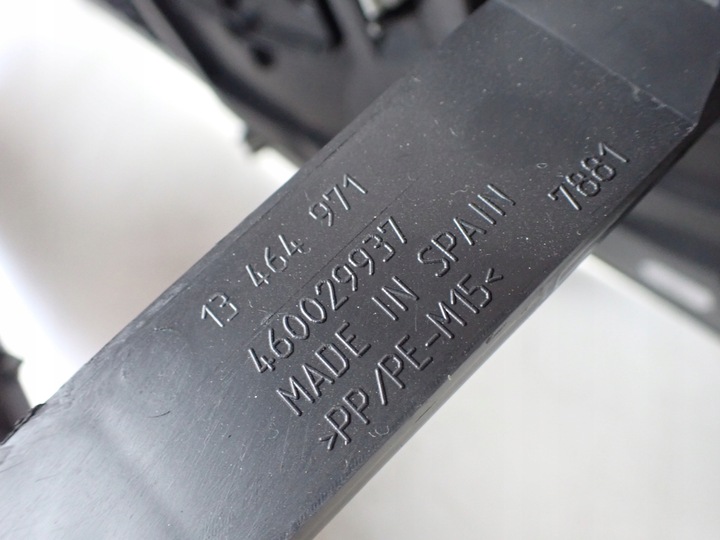 13 464 971
460029937
MADE IN SPAIN 7881
>PP/PE-M15<